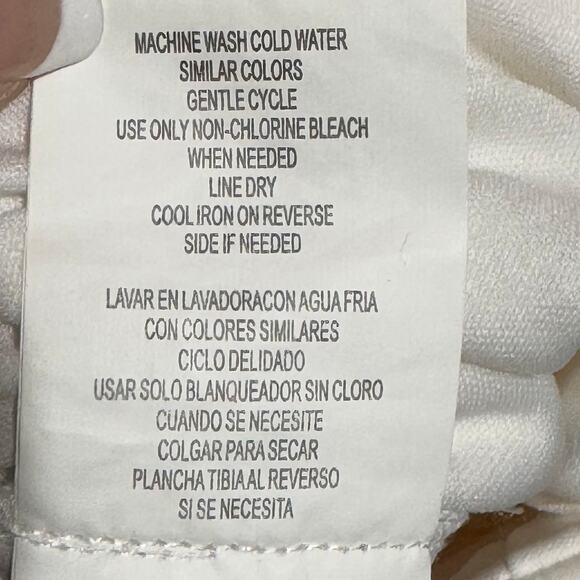 MACHINE WASH COLD WATER
SIMILAR COLORS
GENTLE CYCLE
USE ONLY NON-CHLORINE BLEACH
WHEN NEEDED
LINE DRY
COOL IRON ON REVERSE
SIDE IF NEEDED
LAVAR EN LAVADORACON AGUA FRIA
CON COLORES SIMILARES
CICLO DELIDADO
USAR SOLO BLANQUEADOR SIN CLORO
CUANDO SE NECESITE
COLGAR PARA SECAR
PLANCHA TIBIAAL REVERSO
SI SE NECESITA